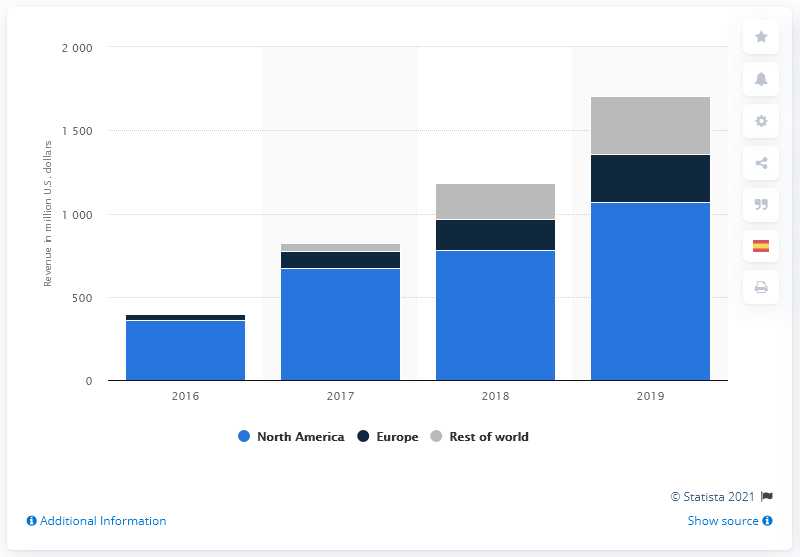 2 000
1 500
1 000
500
0
Revenue in million U.S. dollars
2016 2017 2018 2019
North America Europe Rest of world
© Statista 2021
Additional Information Show source